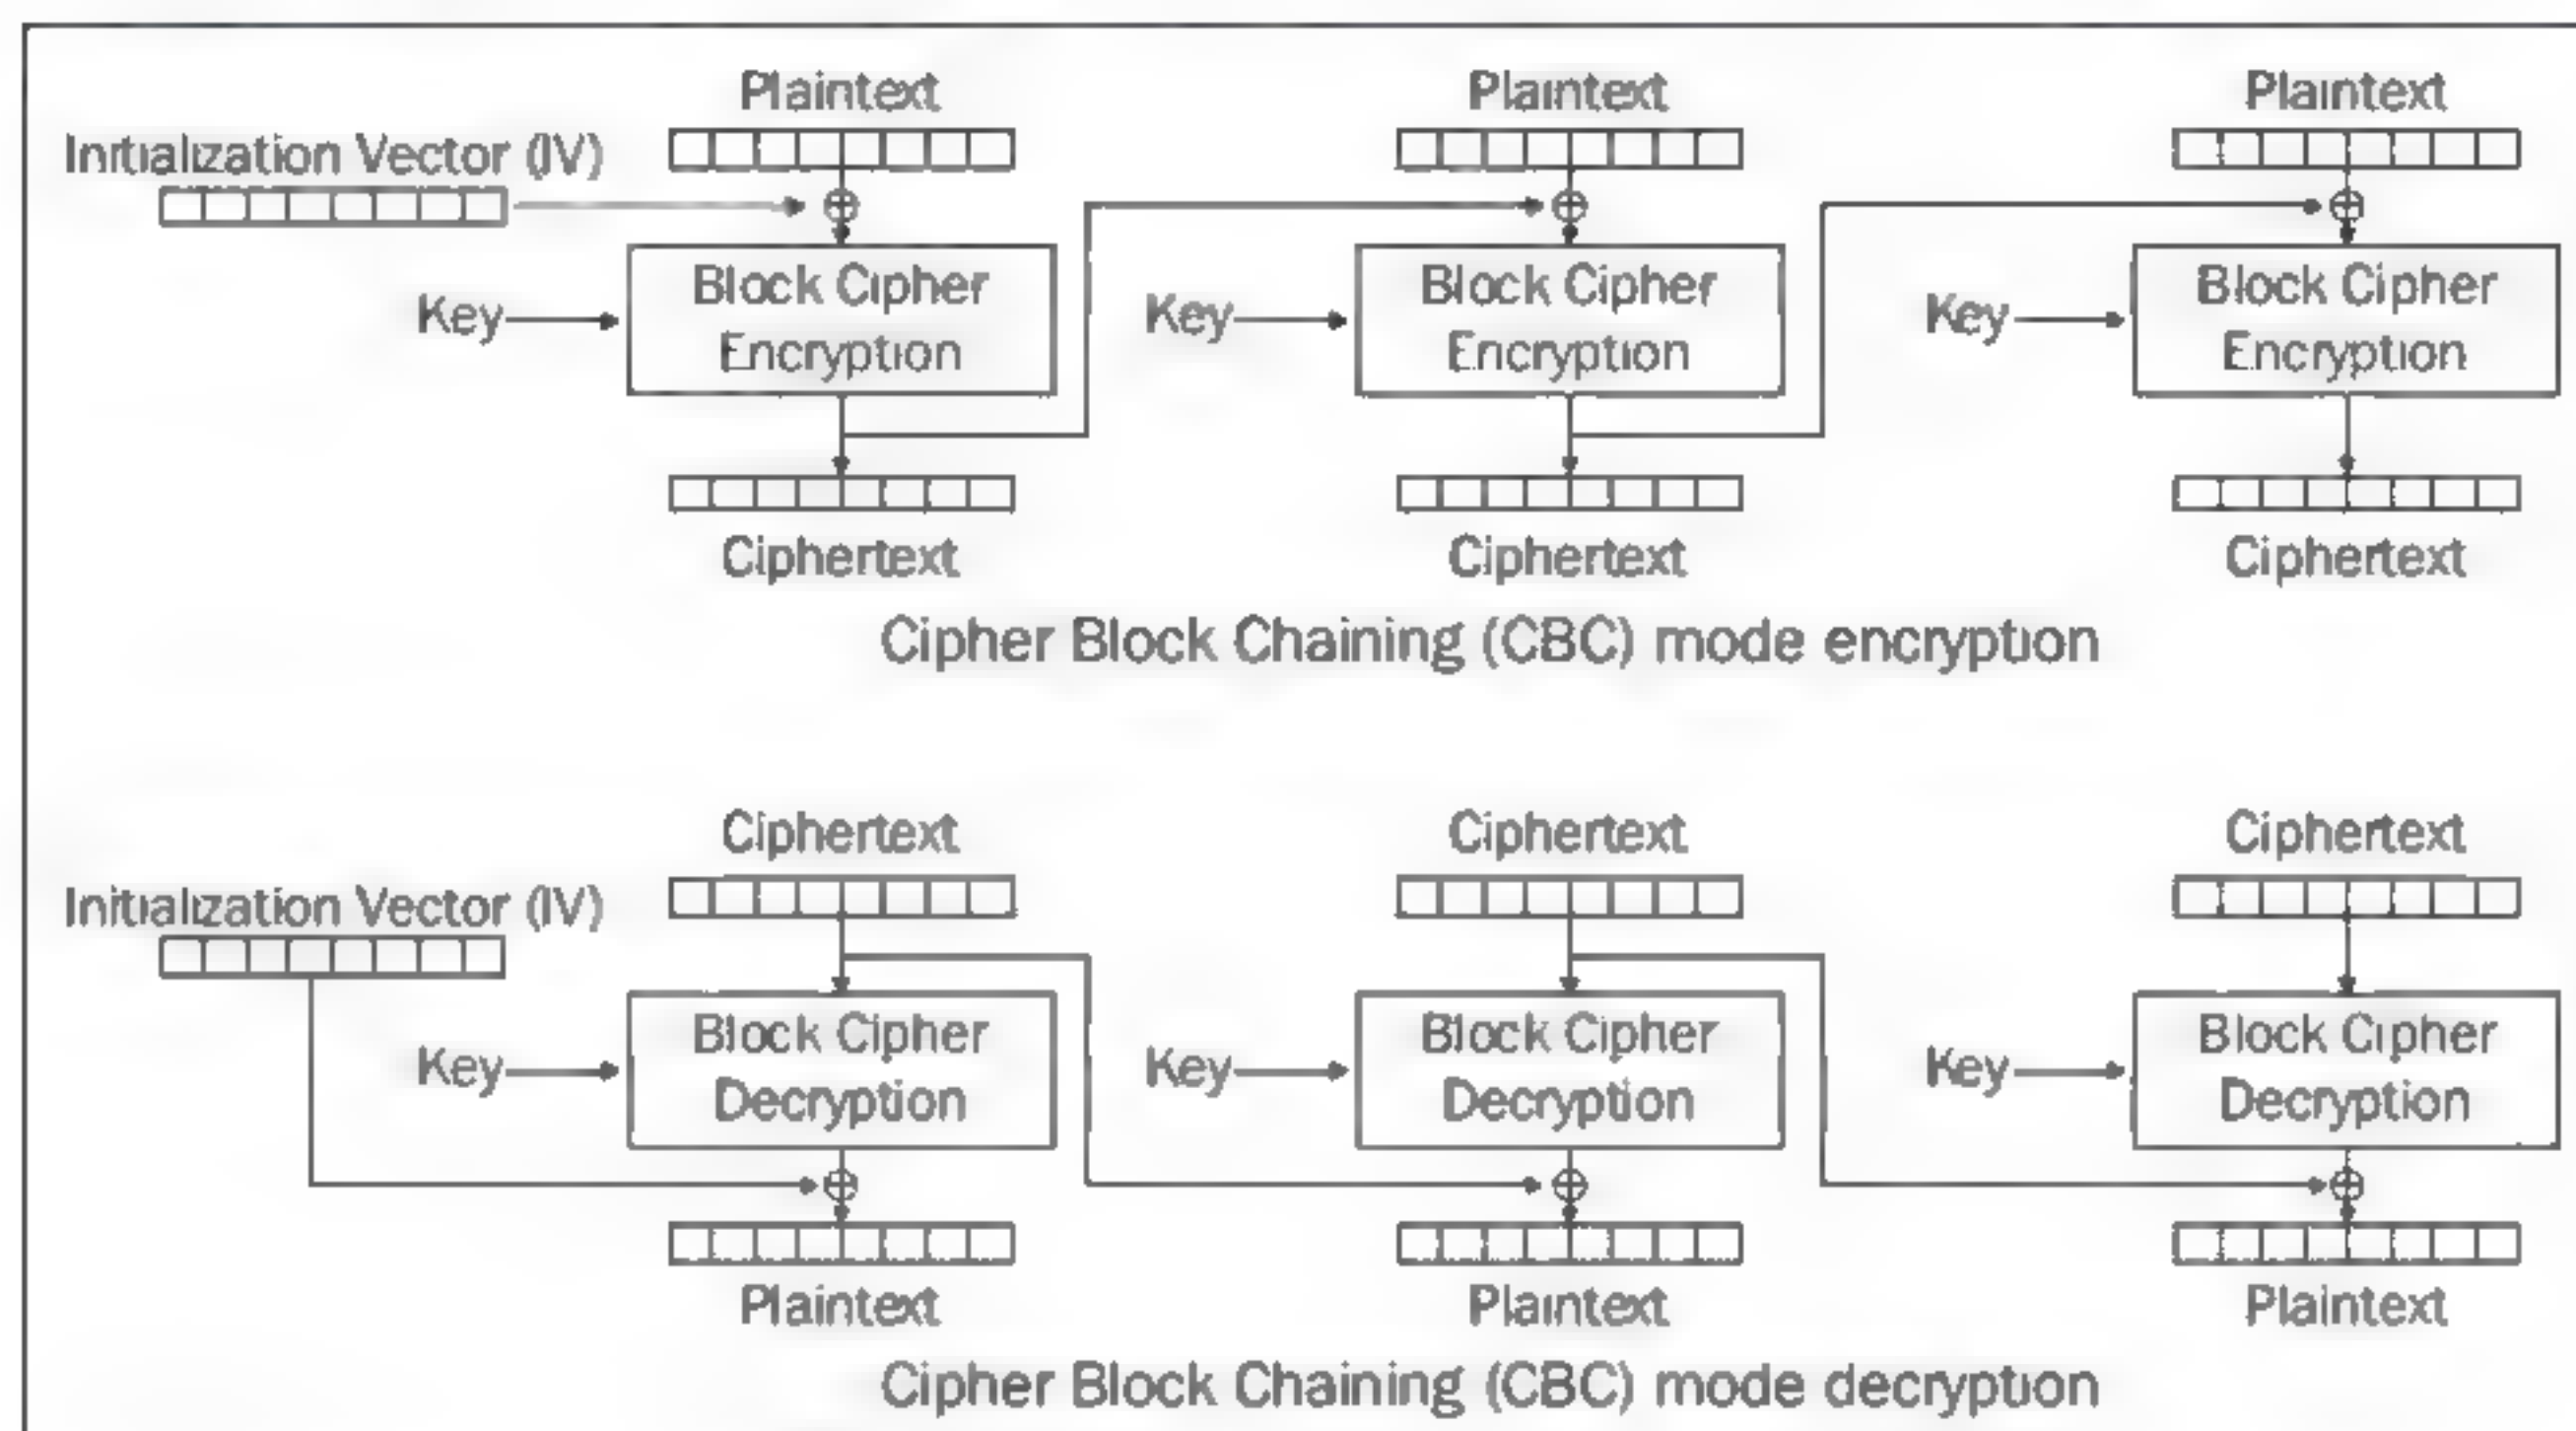 Plaintext
Plaintext
Plaintext
Initialization Vector (IV)
Key
Block Cipher
Encryption
Key
Block Cipher
Encryption
Key
Block Cipher
Encryption
Ciphertext
Ciphertext
Ciphertext
Cipher Block Chaining (CBC) mode encryption
Ciphertext
Ciphertext
Ciphertext
Initialization Vector (IV)
Key
Block Cipher
Decryption
Key
Block Cipher
Decryption
Key
Block Cipher
Decryption
Plaintext
Plaintext
Plaintext
Cipher Block Chaining (CBC) mode decryption